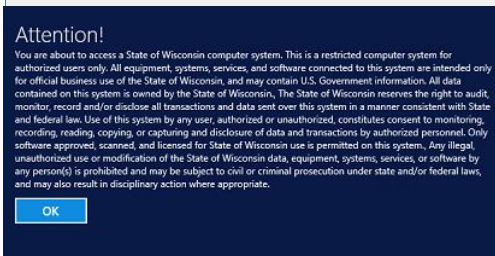 Attention!
You are about to access a State of Wisconsin computer system. This is a restricted computer system for
authorized users only. All equipment, systems, services, and software connected to this system are intended only
for official business use of the State of Wisconsin, and may contain U.S. Government information. All data
contained on this system is owned by the State of Wisconsin., The State of Wisconsin reserves the right to audit,
monitor, record and/or disclose all transactions and data sent over this system in a manner consistent with State
and federal law. Use of this system by any user, authorized or unauthorized, constitutes consent to monitoring,
recording, reading, copying, or capturing and disclosure of data and transactions by authorized personnel. Only
software approved, scanned, and licensed for State of Wisconsin use is permitted on this system., Any illegal,
unauthorized use or modification of the State of Wisconsin data, equipment, systems, services, or software by
any person(s) is prohibited and may be subject to civil or criminal prosecution under state and/or federal laws,
and may also result in disciplinary action where appropriate.
OK